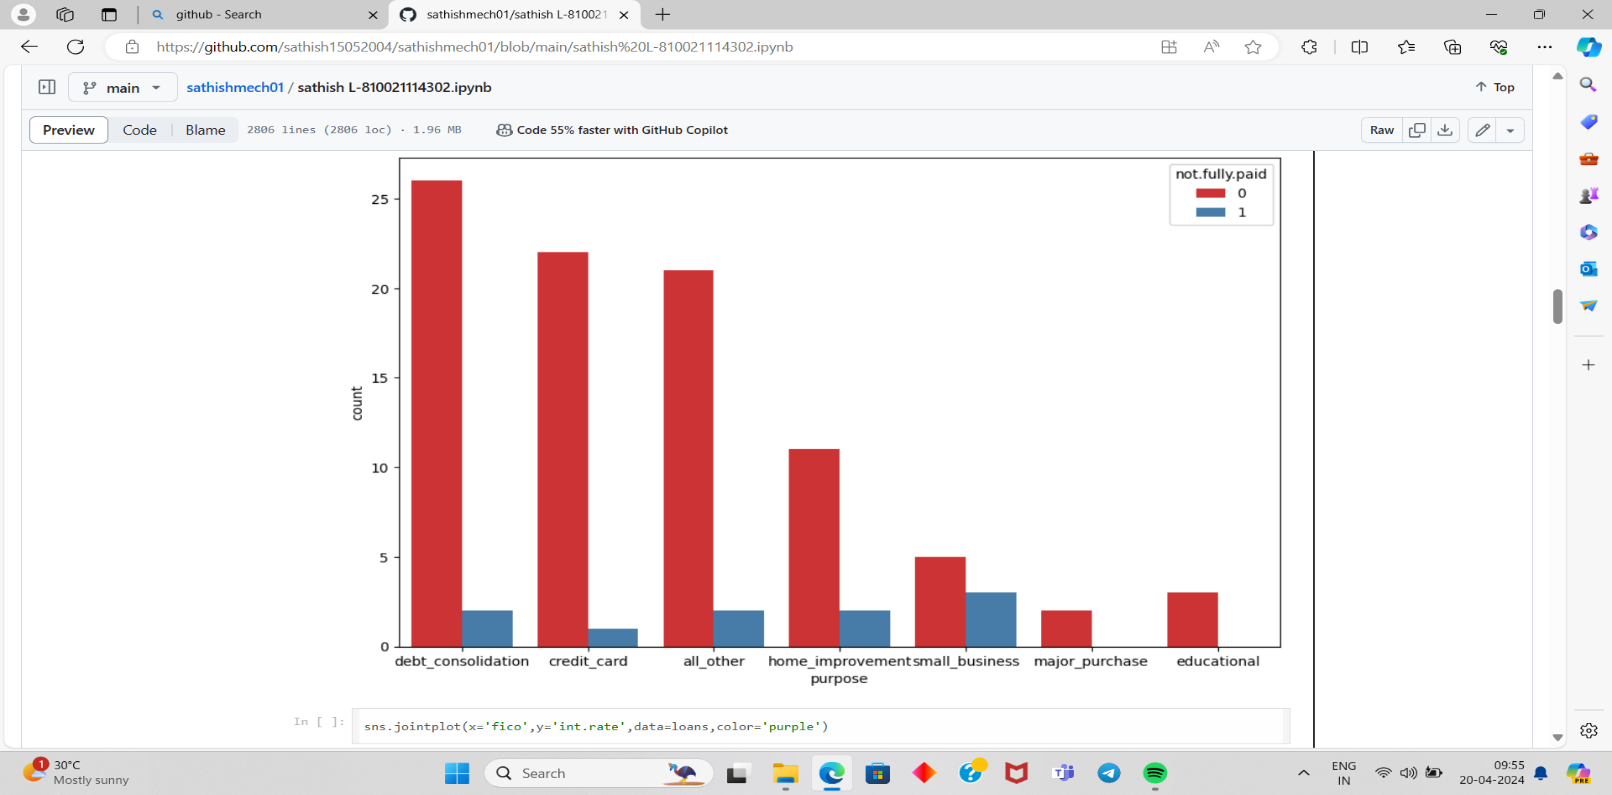 github - Search
sathishmech01/sathish L-810021
https://github.com/sathish15052004/sathishmech01/blob/main/sathish%20L-810021114302.ipynb
main
sathishmech01 / sathish L-810021114302.ipynb
Top
Preview
Code
Blame
2806 lines (2806 loc) · 1.96 MB
Code 55% faster with GitHub Copilot
Raw
not.fully.paid
0
1
25
20
15
10
5
0
count
debt_consolidation
credit_card
all_other
home_improvement
small_business
major_purchase
educational
purpose
In [ ]:
sns.jointplot(x='fico',y='int.rate',data=loans,color='purple')
1
30°C
Mostly sunny
Search
ENG
IN
09:55
20-04-2024
PRE